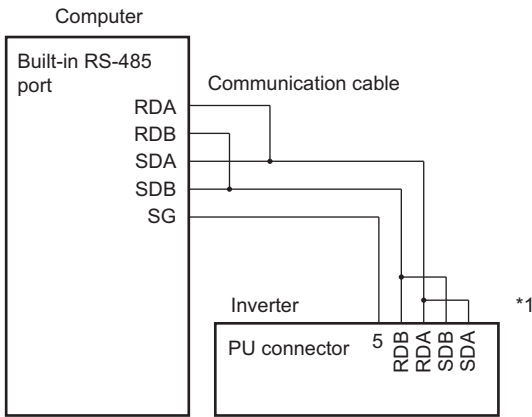 Computer
Built-in RS-485
port
Communication cable
RDA
RDB
SDA
SDB
SG
Inverter
*1
PU connector
5
RDB
RDA
SDB
SDA